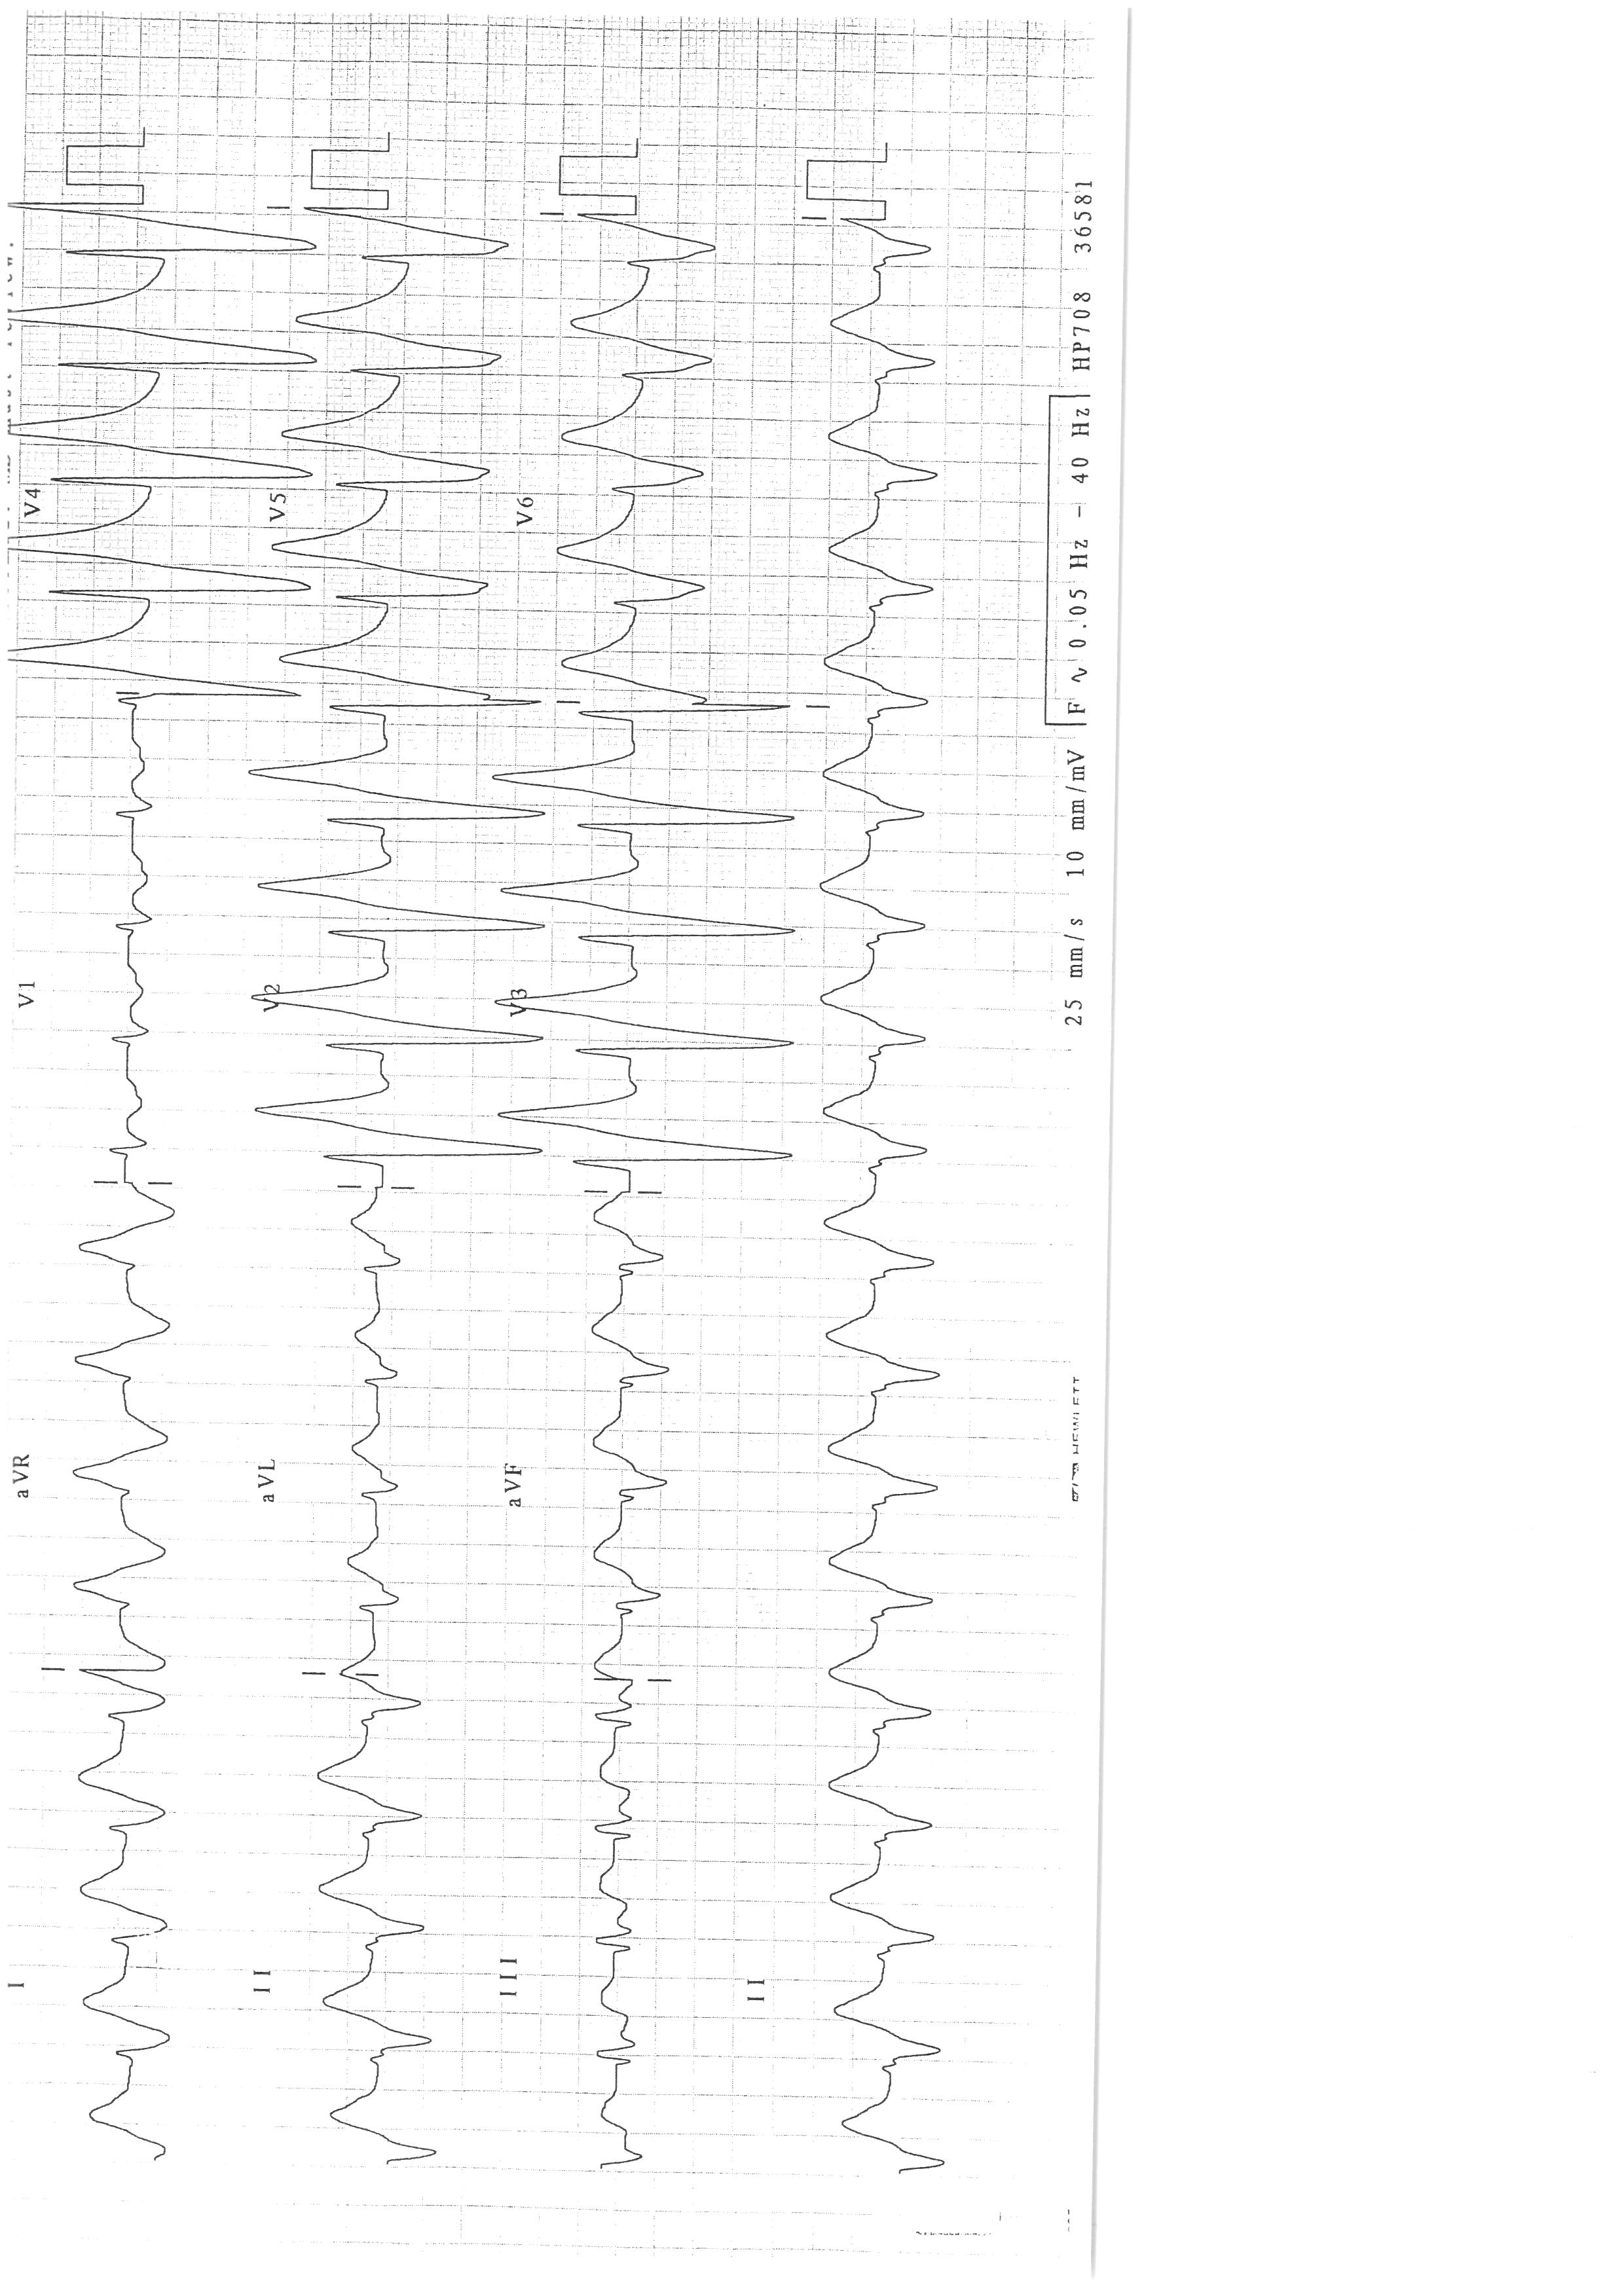 I aVR V1 V4
II aVL V2 V5
III aVF V3 V6
II
25 mm/s 10 mm/mV F ∿ 0.05 Hz - 40 Hz HP708 36581